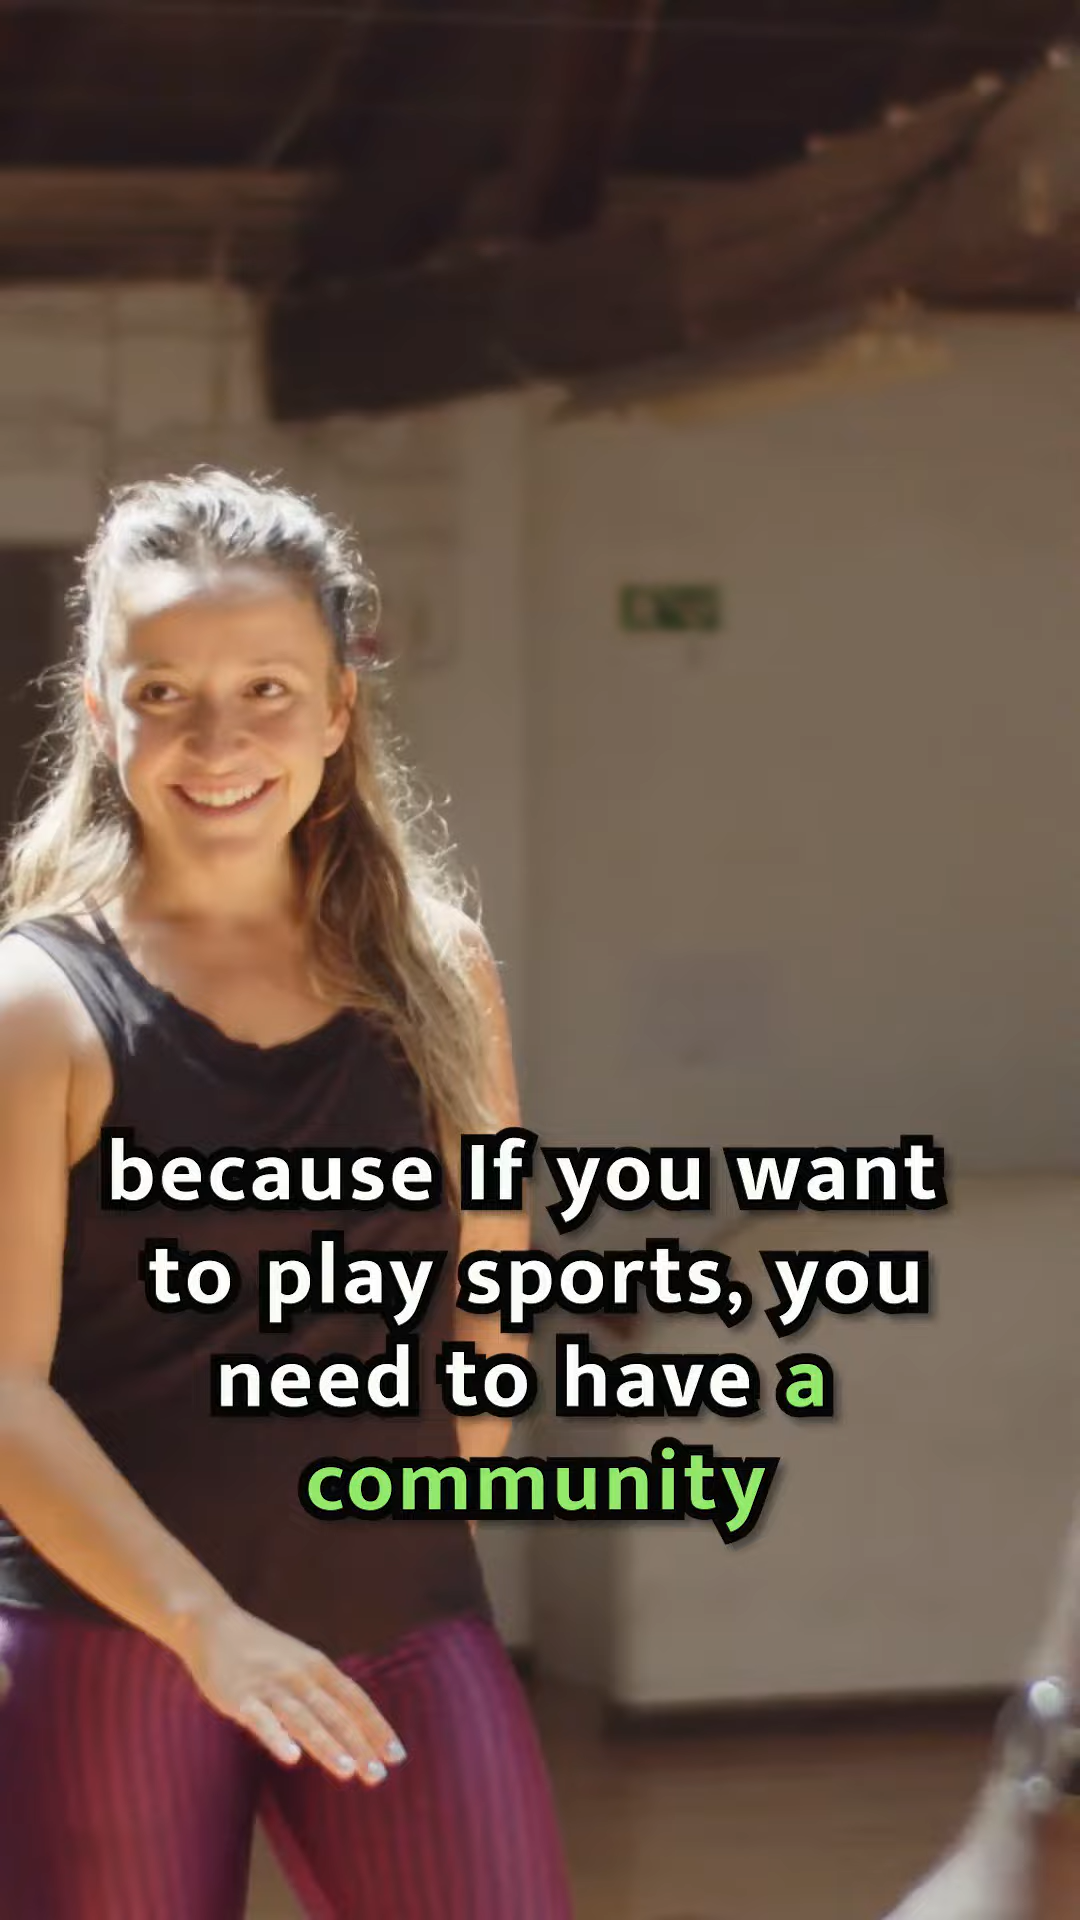 because If you want
to play sports, you
need to have a
community